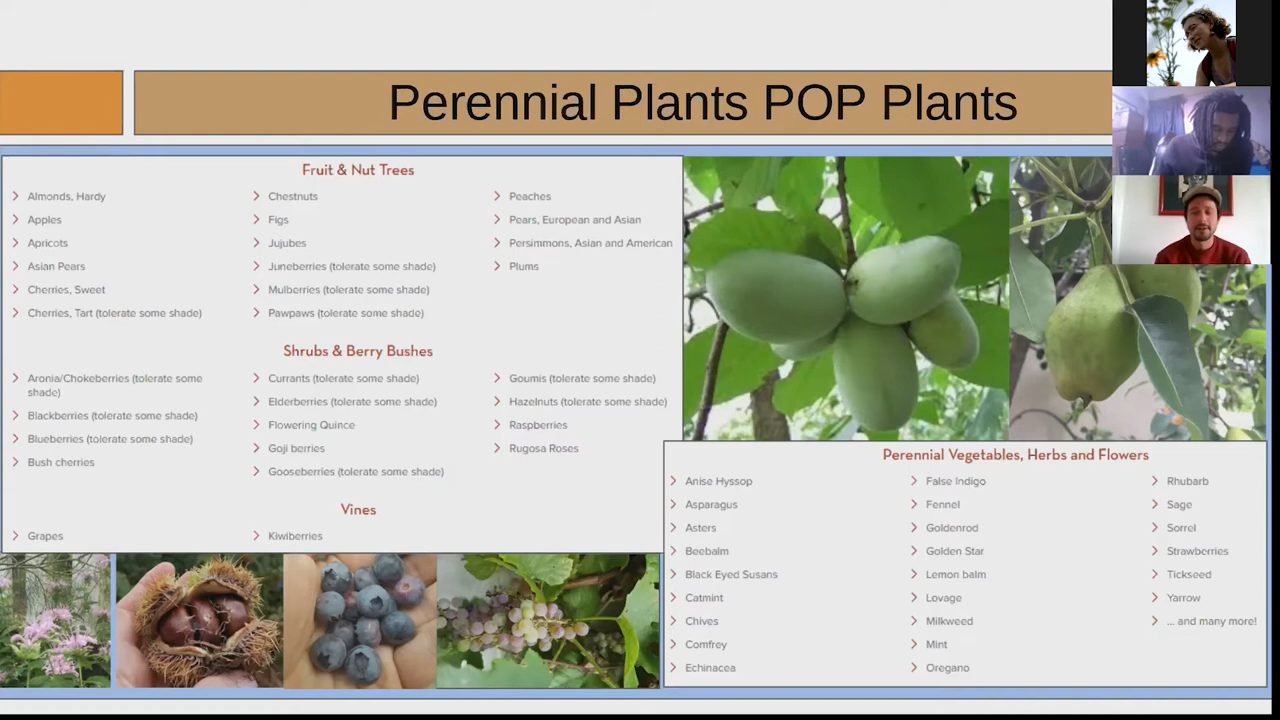 Perennial Plants POP Plants
Fruit & Nut Trees
Almonds, Hardy
Apples
Apricots
Asian Pears
Cherries, Sweet
Cherries, Tart (tolerate some shade)
Chestnuts
Figs
Jujubes
Juneberries (tolerate some shade)
Mulberries (tolerate some shade)
Pawpaws (tolerate some shade)
Peaches
Pears, European and Asian
Persimmons, Asian and American
Plums
Shrubs & Berry Bushes
Aronia/Chokeberries (tolerate some
shade)
Blackberries (tolerate some shade)
Blueberries (tolerate some shade)
Bush cherries
Currants (tolerate some shade)
Elderberries (tolerate some shade)
Flowering Quince
Goji berries
Gooseberries (tolerate some shade)
Goumis (tolerate some shade)
Hazelnuts (tolerate some shade)
Raspberries
Rugosa Roses
Vines
Grapes
Kiwiberries
Perennial Vegetables, Herbs and Flowers
Anise Hyssop
Asparagus
Asters
Beebalm
Black Eyed Susans
Catmint
Chives
Comfrey
Echinacea
False Indigo
Fennel
Goldenrod
Golden Star
Lemon balm
Lovage
Milkweed
Mint
Oregano
Rhubarb
Sage
Sorrel
Strawberries
Tickseed
Yarrow
... and many more!